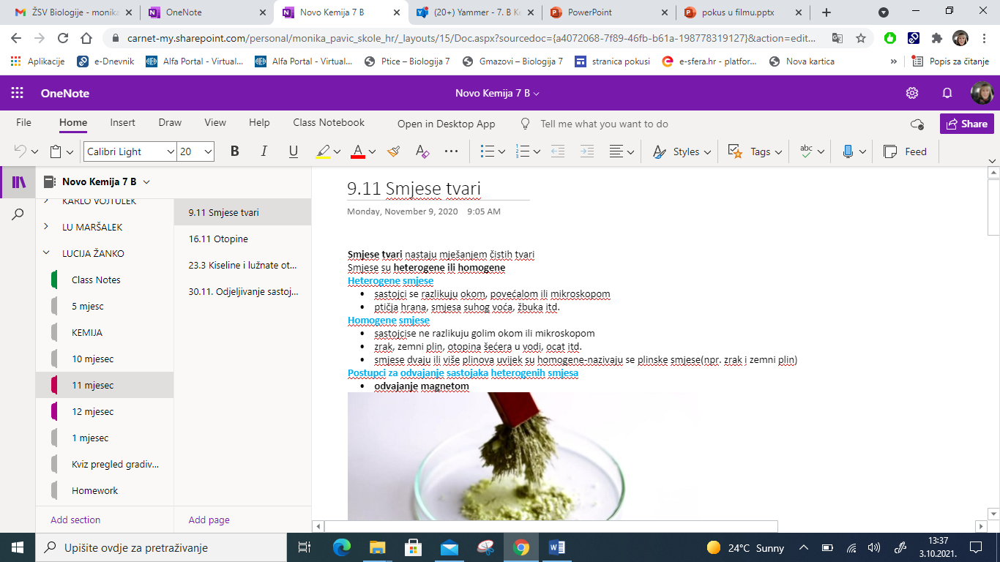 ŽSV Biologije - monika
OneNote
Novo Kemija 7 B
(20+) Yammer - 7. B Ke
PowerPoint
pokus u filmu.pptx
carnet-my.sharepoint.com/personal/monika_pavic_skole_hr/_layouts/15/Doc.aspx?sourcedoc={a4072068-7f89-46fb-b61a-198778319127}&action=edit...
Aplikacije
e-Dnevnik
Alfa Portal - Virtual...
Alfa Portal - Virtual...
Ptice – Biologija 7
Gmazovi – Biologija 7
stranica pokusi
e-sfera.hr - platfor...
Nova kartica
»
Popis za čitanje
OneNote
Novo Kemija 7 B
File
Home
Insert
Draw
View
Help
Class Notebook
Open in Desktop App
Tell me what you want to do
Share
Calibri Light
20
B
I
U
A
A
...
Styles
Tags
abc
Feed
Novo Kemija 7 B
KARLO VOJTULEK
LU MARŠALEK
LUCIJA ŽANKO
Class Notes
5 mjesc
KEMIJA
10 mjesec
11 mjesec
12 mjesec
1 mjesec
Kviz pregled gradiv...
Homework
Add section
9.11 Smjese tvari
16.11 Otopine
23.3 Kiseline i lužnate ot...
30.11. Odjeljivanje sastoj...
Add page
9.11 Smjese tvari
Monday, November 9, 2020 9:05 AM
Smjese tvari nastaju mješanjem čistih tvari
Smjese su heterogene ili homogene
Heterogene smjese
• sastojci se razlikuju okom, povećalom ili mikroskopom
• ptičja hrana, smjesa suhog voća, žbuka itd.
Homogene smjese
• sastojcise ne razlikuju golim okom ili mikroskopom
• zrak, zemni plin, otopina šećera u vodi, ocat itd.
• smjese dvaju ili više plinova uvijek su homogene-nazivaju se plinske smjese(npr. zrak i zemni plin)
Postupci za odvajanje sastojaka heterogenih smjesa
• odvajanje magnetom
Upišite ovdje za pretraživanje
24°C Sunny
13:37
3.10.2021.